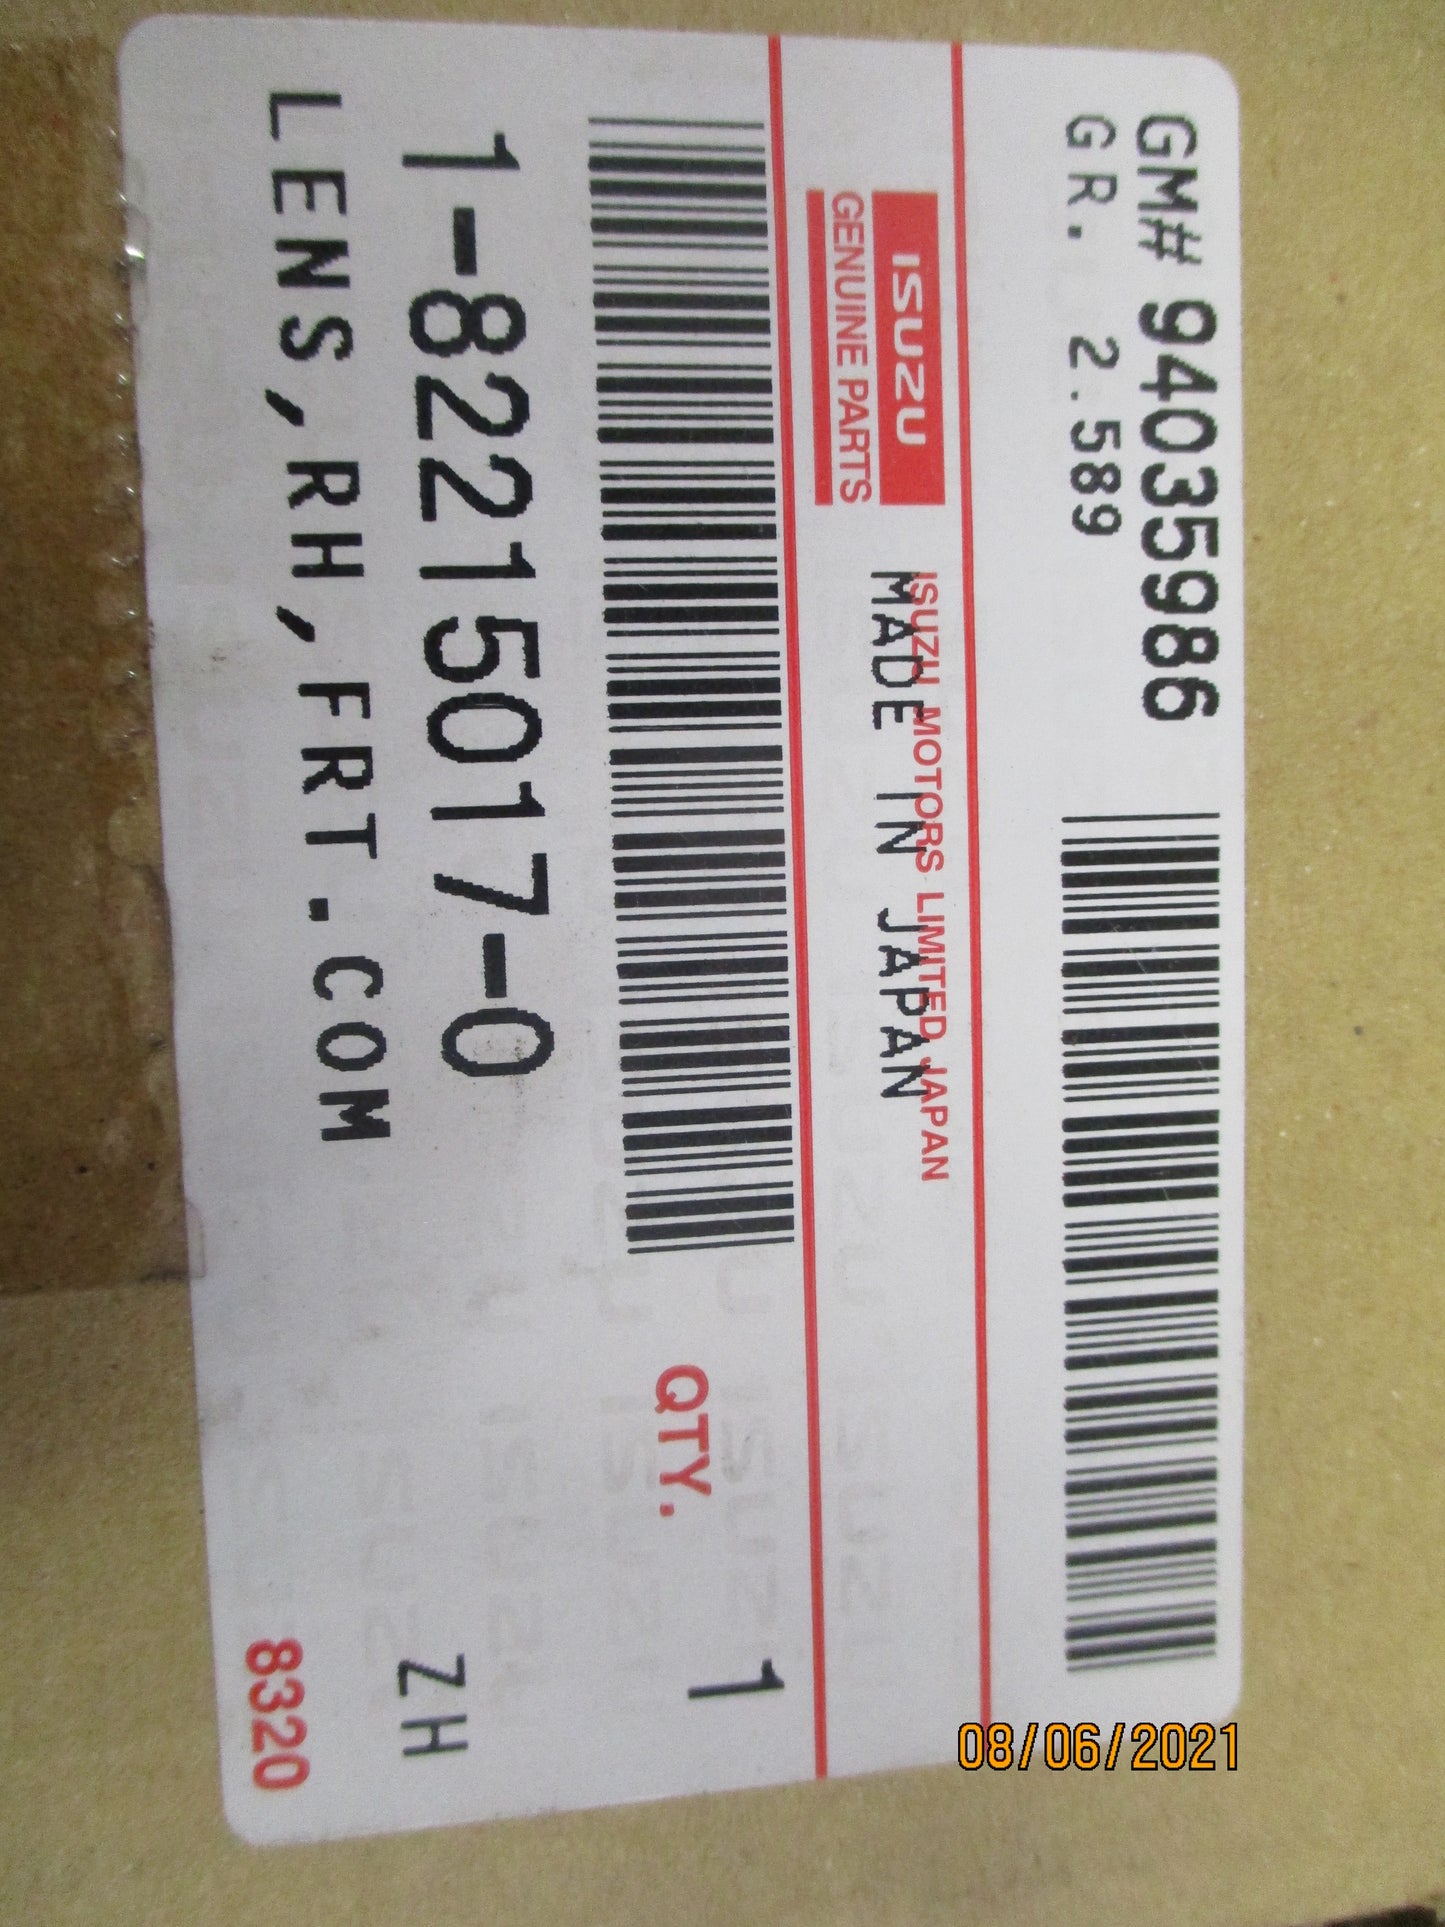 GM# 94035986
GR. 2.589
ISUZU
GENUINE PARTS
ISUZU MOTORS LIMITED JAPAN
MADE IN JAPAN
QTY. 1
1-82215017-0
ZH
LENS,RH,FRT.COM
8320
08/06/2021